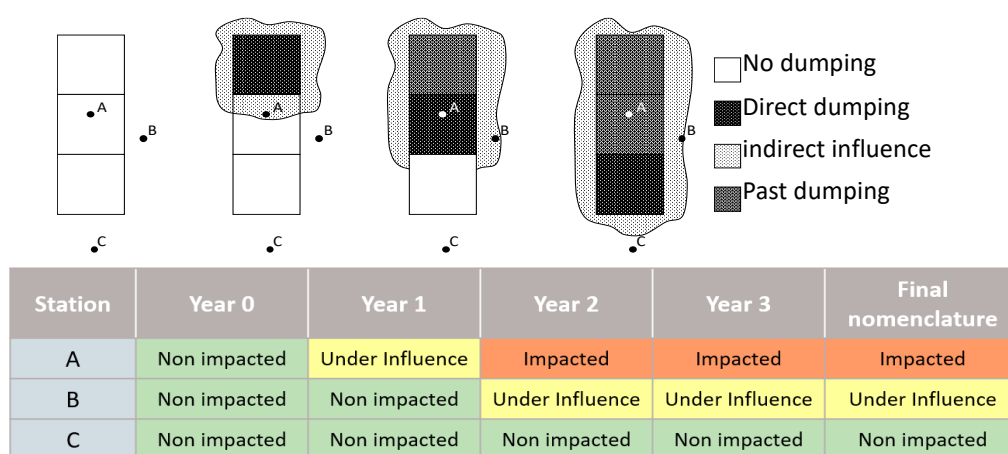 A
B
C
A
B
C
A
B
C
A
B
C
No dumping
Direct dumping
indirect influence
Past dumping
Station Year 0 Year 1 Year 2 Year 3 Final nomenclature
A Non impacted Under Influence Impacted Impacted Impacted
B Non impacted Non impacted Under Influence Under Influence Under Influence
C Non impacted Non impacted Non impacted Non impacted Non impacted